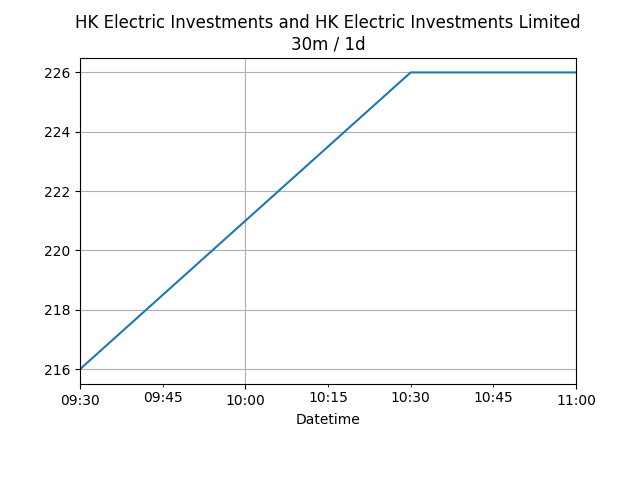 HK Electric Investments and HK Electric Investments Limited
30m / 1d
226
224
222
220
218
216
09:30 09:45 10:00 10:15 10:30 10:45 11:00
Datetime